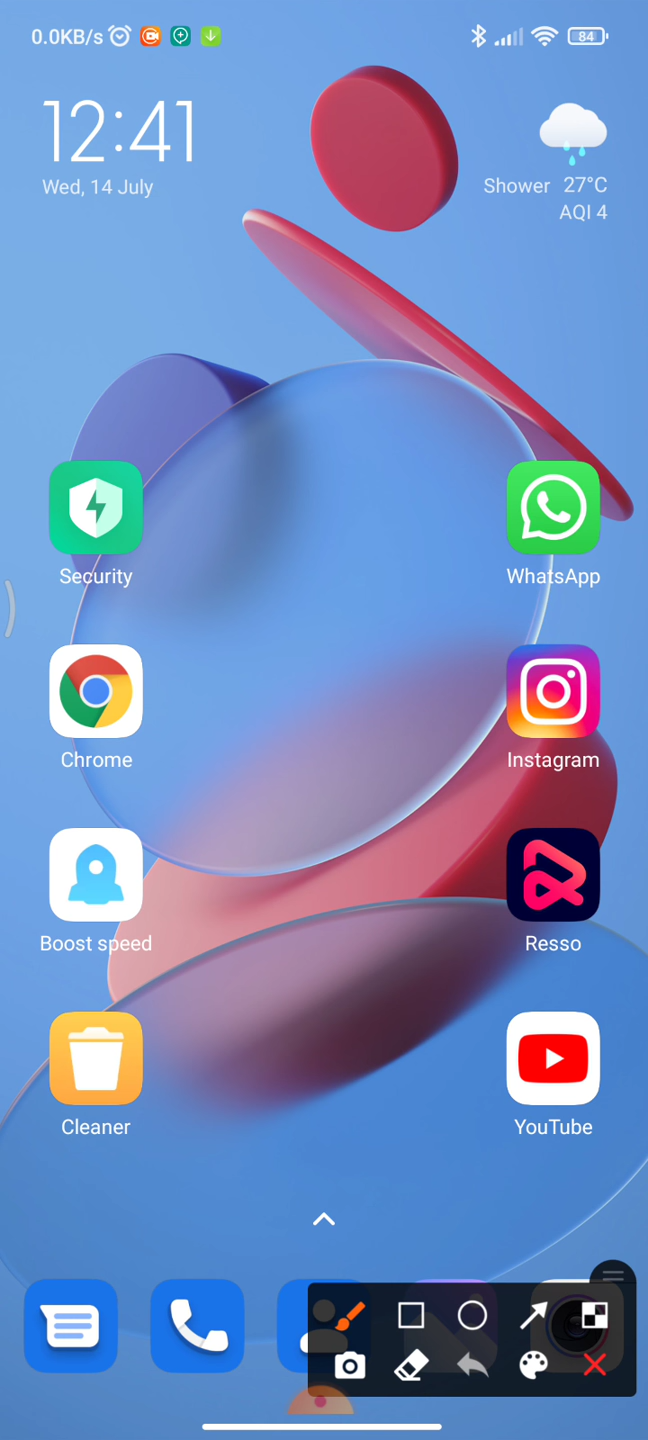 0.0KB/s
84
12:41
Wed, 14 July
Shower 27°C
AQI 4
Security
WhatsApp
Chrome
Instagram
Boost speed
Resso
Cleaner
YouTube